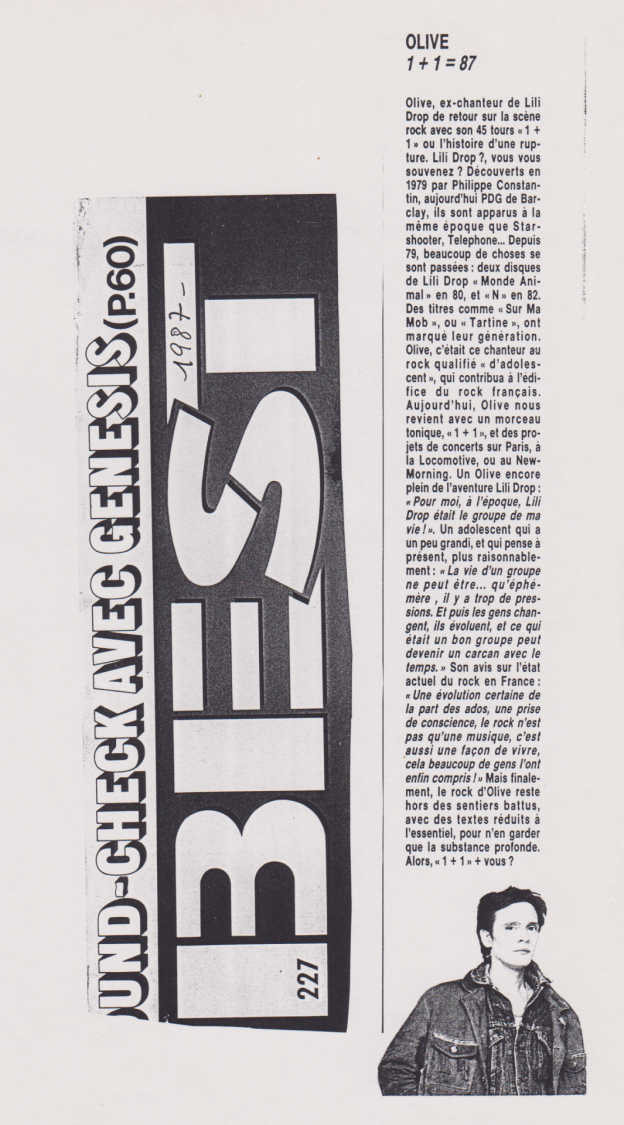 UND-CHECK AVEC GENESIS (P.60)
1987-
BEST
227
OLIVE
1 + 1 = 87
Olive, ex-chanteur de Lili
Drop de retour sur la scène
rock avec son 45 tours « 1 +
1 » ou l'histoire d'une rup-
ture. Lili Drop ?, vous vous
souvenez ? Découverts en
1979 par Philippe Constan-
tin, aujourd'hui PDG de Bar-
clay, ils sont apparus à la
même époque que Star-
shooter, Telephone... Depuis
79, beaucoup de choses se
sont passées : deux disques
de Lili Drop « Monde Ani-
mal » en 80, et « N » en 82.
Des titres comme « Sur Ma
Mob », ou « Tartine », ont
marqué leur génération.
Olive, c'était ce chanteur au
rock qualifié « d'adoles-
cent », qui contribua à l'édi-
fice du rock français.
Aujourd'hui, Olive nous
revient avec un morceau
tonique, « 1 + 1 », et des pro-
jets de concerts sur Paris, à
la Locomotive, ou au New-
Morning. Un Olive encore
plein de l'aventure Lili Drop :
« Pour moi, à l'époque, Lili
Drop était le groupe de ma
vie ! ». Un adolescent qui a
un peu grandi, et qui pense à
présent, plus raisonnable-
ment : « La vie d'un groupe
ne peut être... qu'éphé-
mère , il y a trop de pres-
sions. Et puis les gens chan-
gent, ils évoluent, et ce qui
était un bon groupe peut
devenir un carcan avec le
temps. » Son avis sur l'état
actuel du rock en France :
« Une évolution certaine de
la part des ados, une prise
de conscience, le rock n'est
pas qu'une musique, c'est
aussi une façon de vivre,
cela beaucoup de gens l'ont
enfin compris ! » Mais finale-
ment, le rock d'Olive reste
hors des sentiers battus,
avec des textes réduits à
l'essentiel, pour n'en garder
que la substance profonde.
Alors, « 1 + 1 » + vous ?